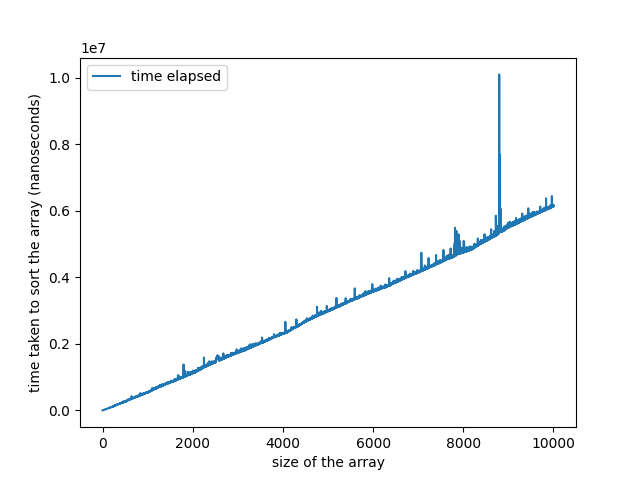 1e7
time elapsed
1.0
0.8
0.6
0.4
0.2
0.0
time taken to sort the array (nanoseconds)
0 2000 4000 6000 8000 10000
size of the array